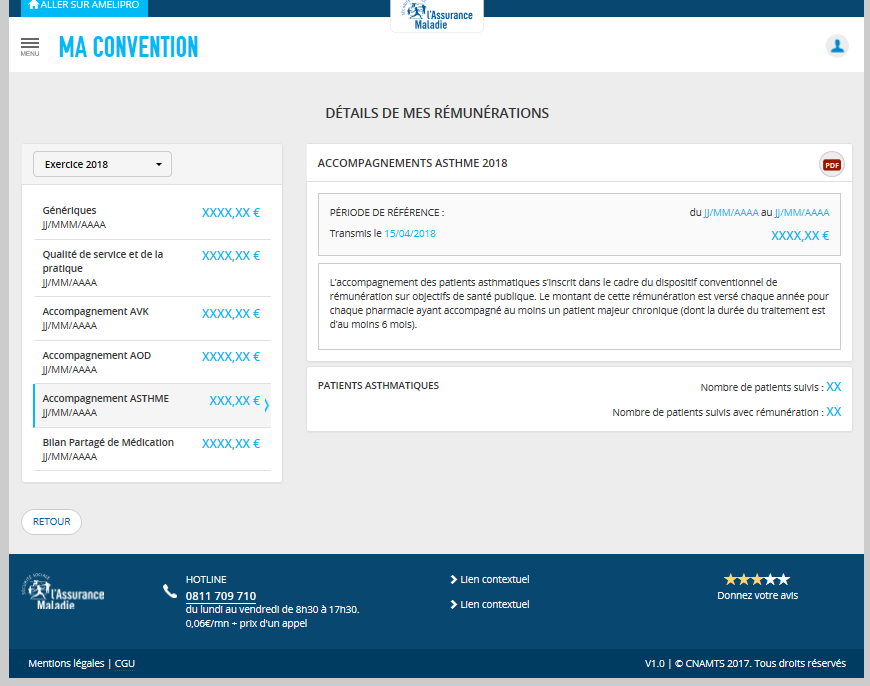 ALLER SUR AMELIPRO
l'Assurance
Maladie
MENU
MA CONVENTION
DÉTAILS DE MES RÉMUNÉRATIONS
Exercice 2018
Génériques
XXXX,XX €
JJ/MMM/AAAA
Qualité de service et de la
pratique
XXXX,XX €
JJ/MM/AAAA
Accompagnement AVK
XXXX,XX €
JJ/MM/AAAA
Accompagnement AOD
XXXX,XX €
JJ/MM/AAAA
Accompagnement ASTHME
XXX,XX €
JJ/MM/AAAA
Bilan Partagé de Médication
XXXX,XX €
JJ/MM/AAAA
ACCOMPAGNEMENTS ASTHME 2018
PDF
PÉRIODE DE RÉFÉRENCE :
du JJ/MM/AAAA au JJ/MM/AAAA
Transmis le 15/04/2018
XXXX,XX €
L'accompagnement des patients asthmatiques s'inscrit dans le cadre du dispositif conventionnel de
rémunération sur objectifs de santé publique. Le montant de cette rémunération est versé chaque année pour
chaque pharmacie ayant accompagné au moins un patient majeur chronique (dont la durée du traitement est
d'au moins 6 mois).
PATIENTS ASTHMATIQUES
Nombre de patients suivis : XX
Nombre de patients suivis avec rémunération : XX
RETOUR
SÉCURITÉ SOCIALE
l'Assurance
Maladie
HOTLINE
0811 709 710
du lundi au vendredi de 8h30 à 17h30.
0,06€/mn + prix d'un appel
Lien contextuel
Lien contextuel
Donnez votre avis
Mentions légales | CGU
V1.0 | © CNAMTS 2017. Tous droits réservés